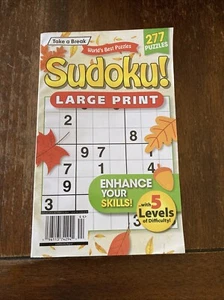 Take a Break
World's Best Puzzles
277
PUZZLES
Sudoku!
LARGE PRINT
2
8
9 7 4
7 1
9
3
3
ENHANCE
YOUR
SKILLS!
...with 5
Levels
of Difficulty!